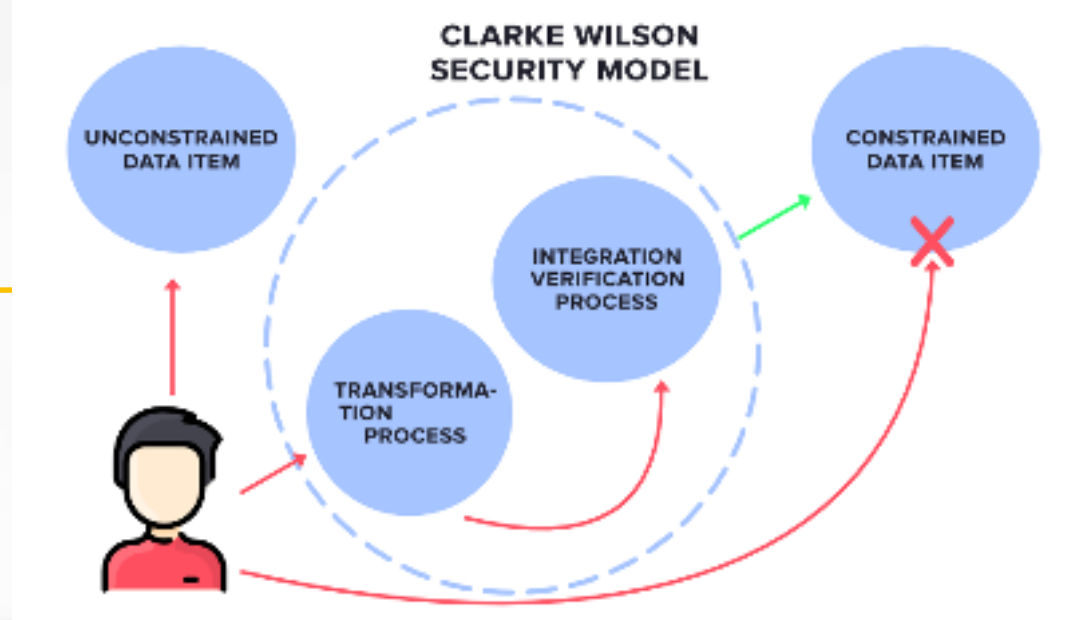 CLARKE WILSON
SECURITY MODEL
UNCONSTRAINED
DATA ITEM
CONSTRAINED
DATA ITEM
INTEGRATION
VERIFICATION
PROCESS
TRANSFORMA-
TION
PROCESS